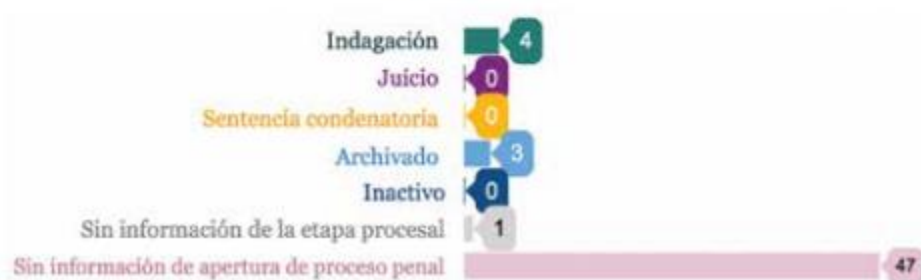 Indagación 4
Juicio 0
Sentencia condenatoria 0
Archivado 3
Inactivo 0
Sin información de la etapa procesal 1
Sin información de apertura de proceso penal 47